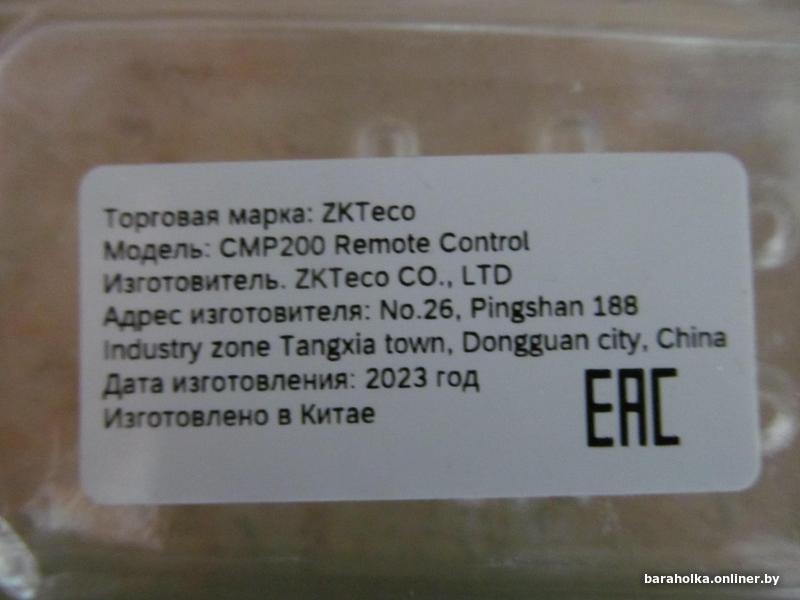 Торговая марка: ZKTeco
Модель: CMP200 Remote Control
Изготовитель. ZKTeco CO., LTD
Адрес изготовителя: No.26, Pingshan 188
Industry zone Tangxia town, Dongguan city, China
Дата изготовления: 2023 год
Изготовлено в Китае
EAC
baraholka.onliner.by